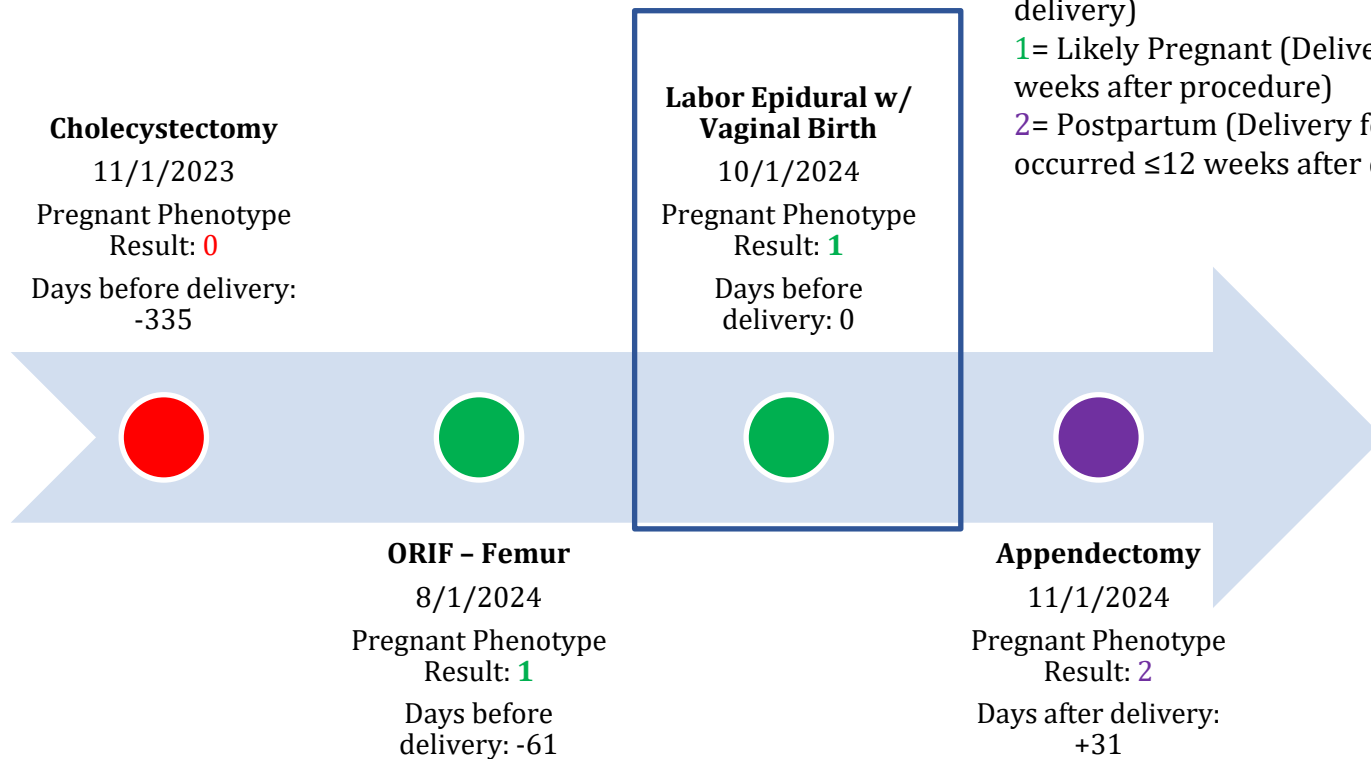 delivery)
1= Likely Pregnant (Delive
weeks after procedure)
2= Postpartum (Delivery f
occurred ≤12 weeks after
Cholecystectomy
11/1/2023
Pregnant Phenotype
Result: 0
Days before delivery:
-335
Labor Epidural w/
Vaginal Birth
10/1/2024
Pregnant Phenotype
Result: 1
Days before
delivery: 0
ORIF – Femur
8/1/2024
Pregnant Phenotype
Result: 1
Days before
delivery: -61
Appendectomy
11/1/2024
Pregnant Phenotype
Result: 2
Days after delivery:
+31